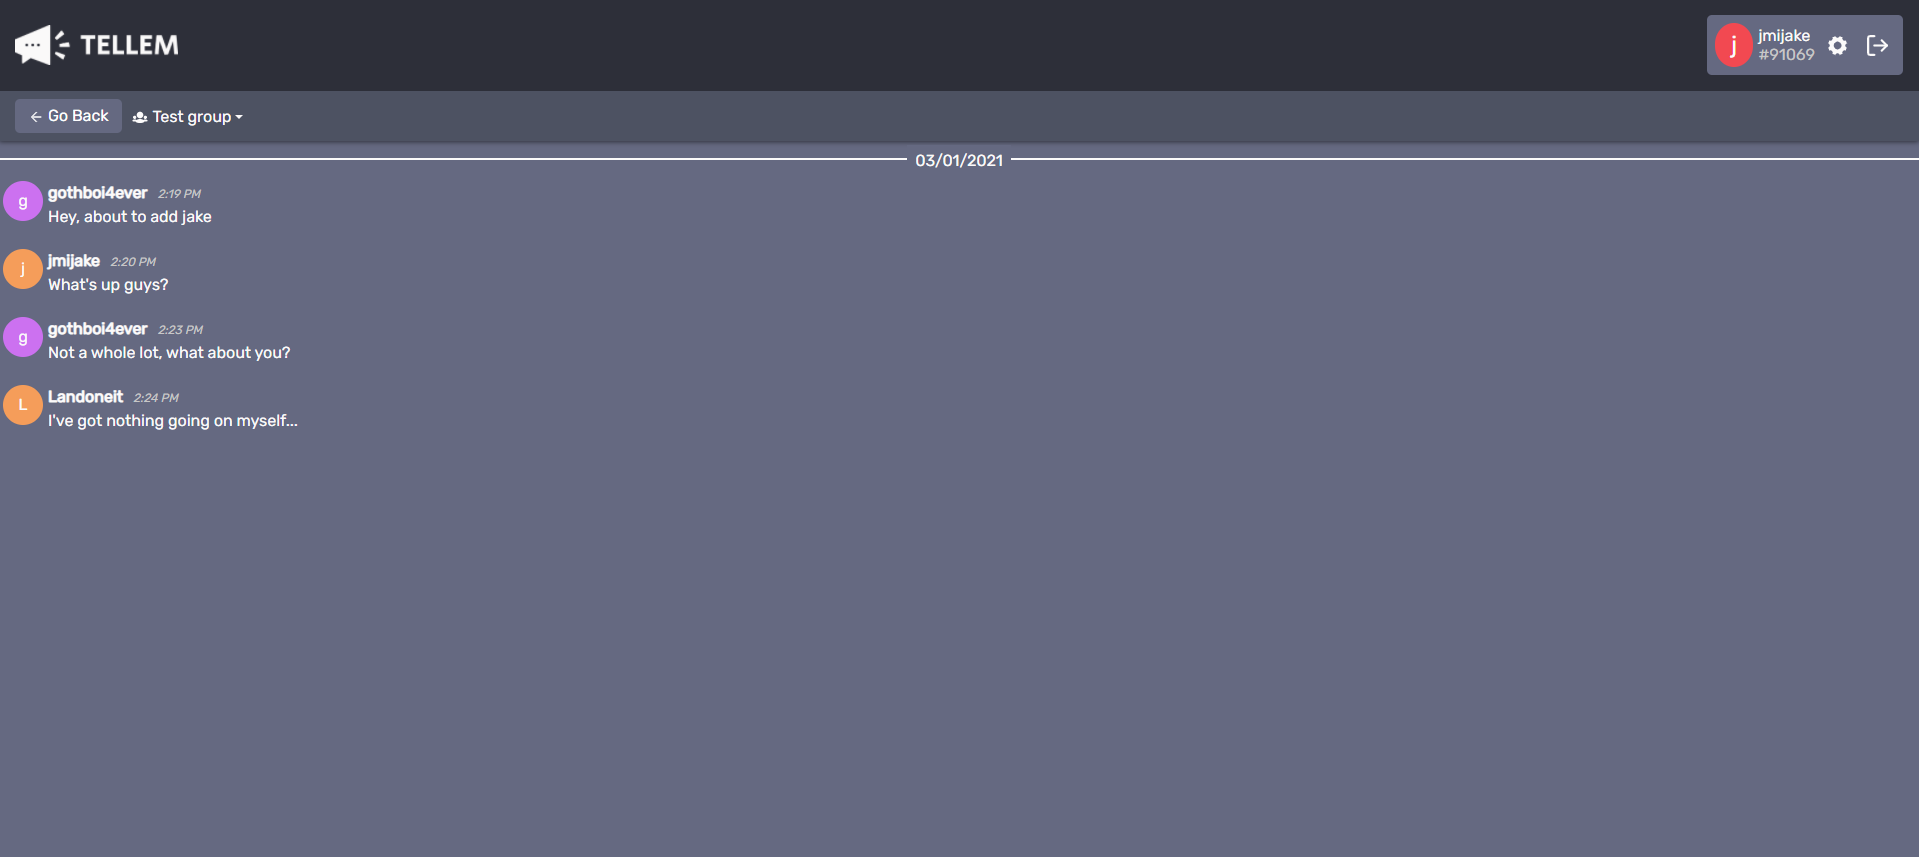 TELLEM
j
jmijake
#91069
Go Back
Test group
03/01/2021
g
gothboi4ever 2:19 PM
Hey, about to add jake
j
jmijake 2:20 PM
What's up guys?
g
gothboi4ever 2:23 PM
Not a whole lot, what about you?
L
Landoneit 2:24 PM
I've got nothing going on myself...